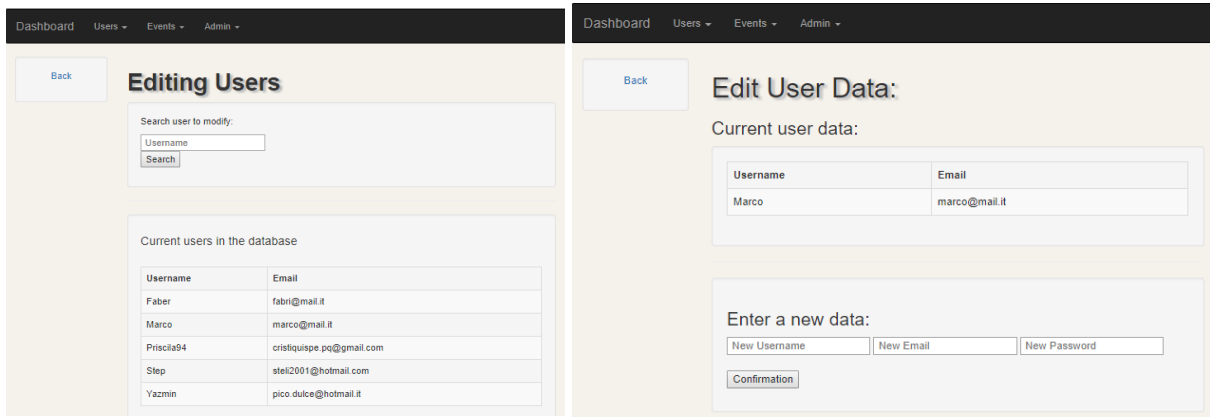 Dashboard Users Events Admin
Back
Editing Users
Search user to modify:
Username
Search
Current users in the database
Username Email
Faber fabri@mail.it
Marco marco@mail.it
Priscila94 cristiquispe.pq@gmail.com
Step steli2001@hotmail.com
Yazmin pico.dulce@hotmail.it
Dashboard Users Events Admin
Back
Edit User Data:
Current user data:
Username Email
Marco marco@mail.it
Enter a new data:
New Username New Email New Password
Confirmation